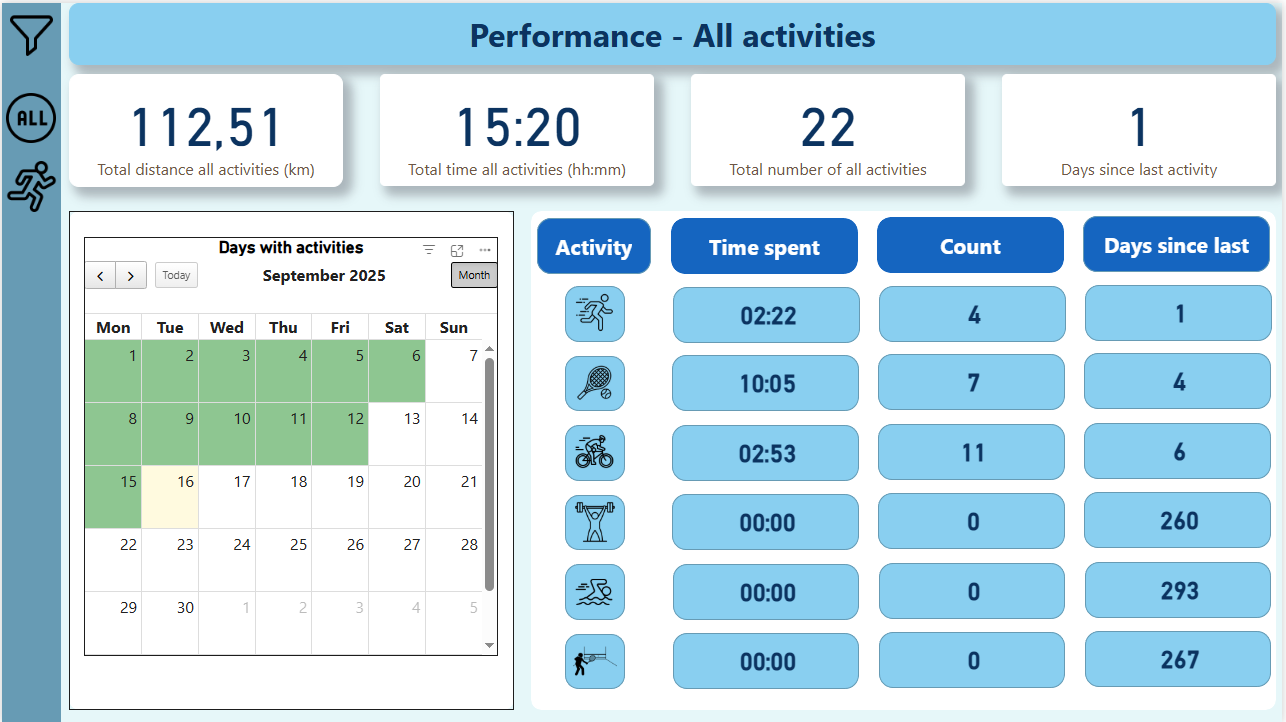 Performance - All activities
ALL
112,51
Total distance all activities (km)
15:20
Total time all activities (hh:mm)
22
Total number of all activities
1
Days since last activity
Days with activities
September 2025
Today
Month
Mon Tue Wed Thu Fri Sat Sun
1 2 3 4 5 6 7
8 9 10 11 12 13 14
15 16 17 18 19 20 21
22 23 24 25 26 27 28
29 30 1 2 3 4 5
Activity Time spent Count Days since last
02:22 4 1
10:05 7 4
02:53 11 6
00:00 0 260
00:00 0 293
00:00 0 267